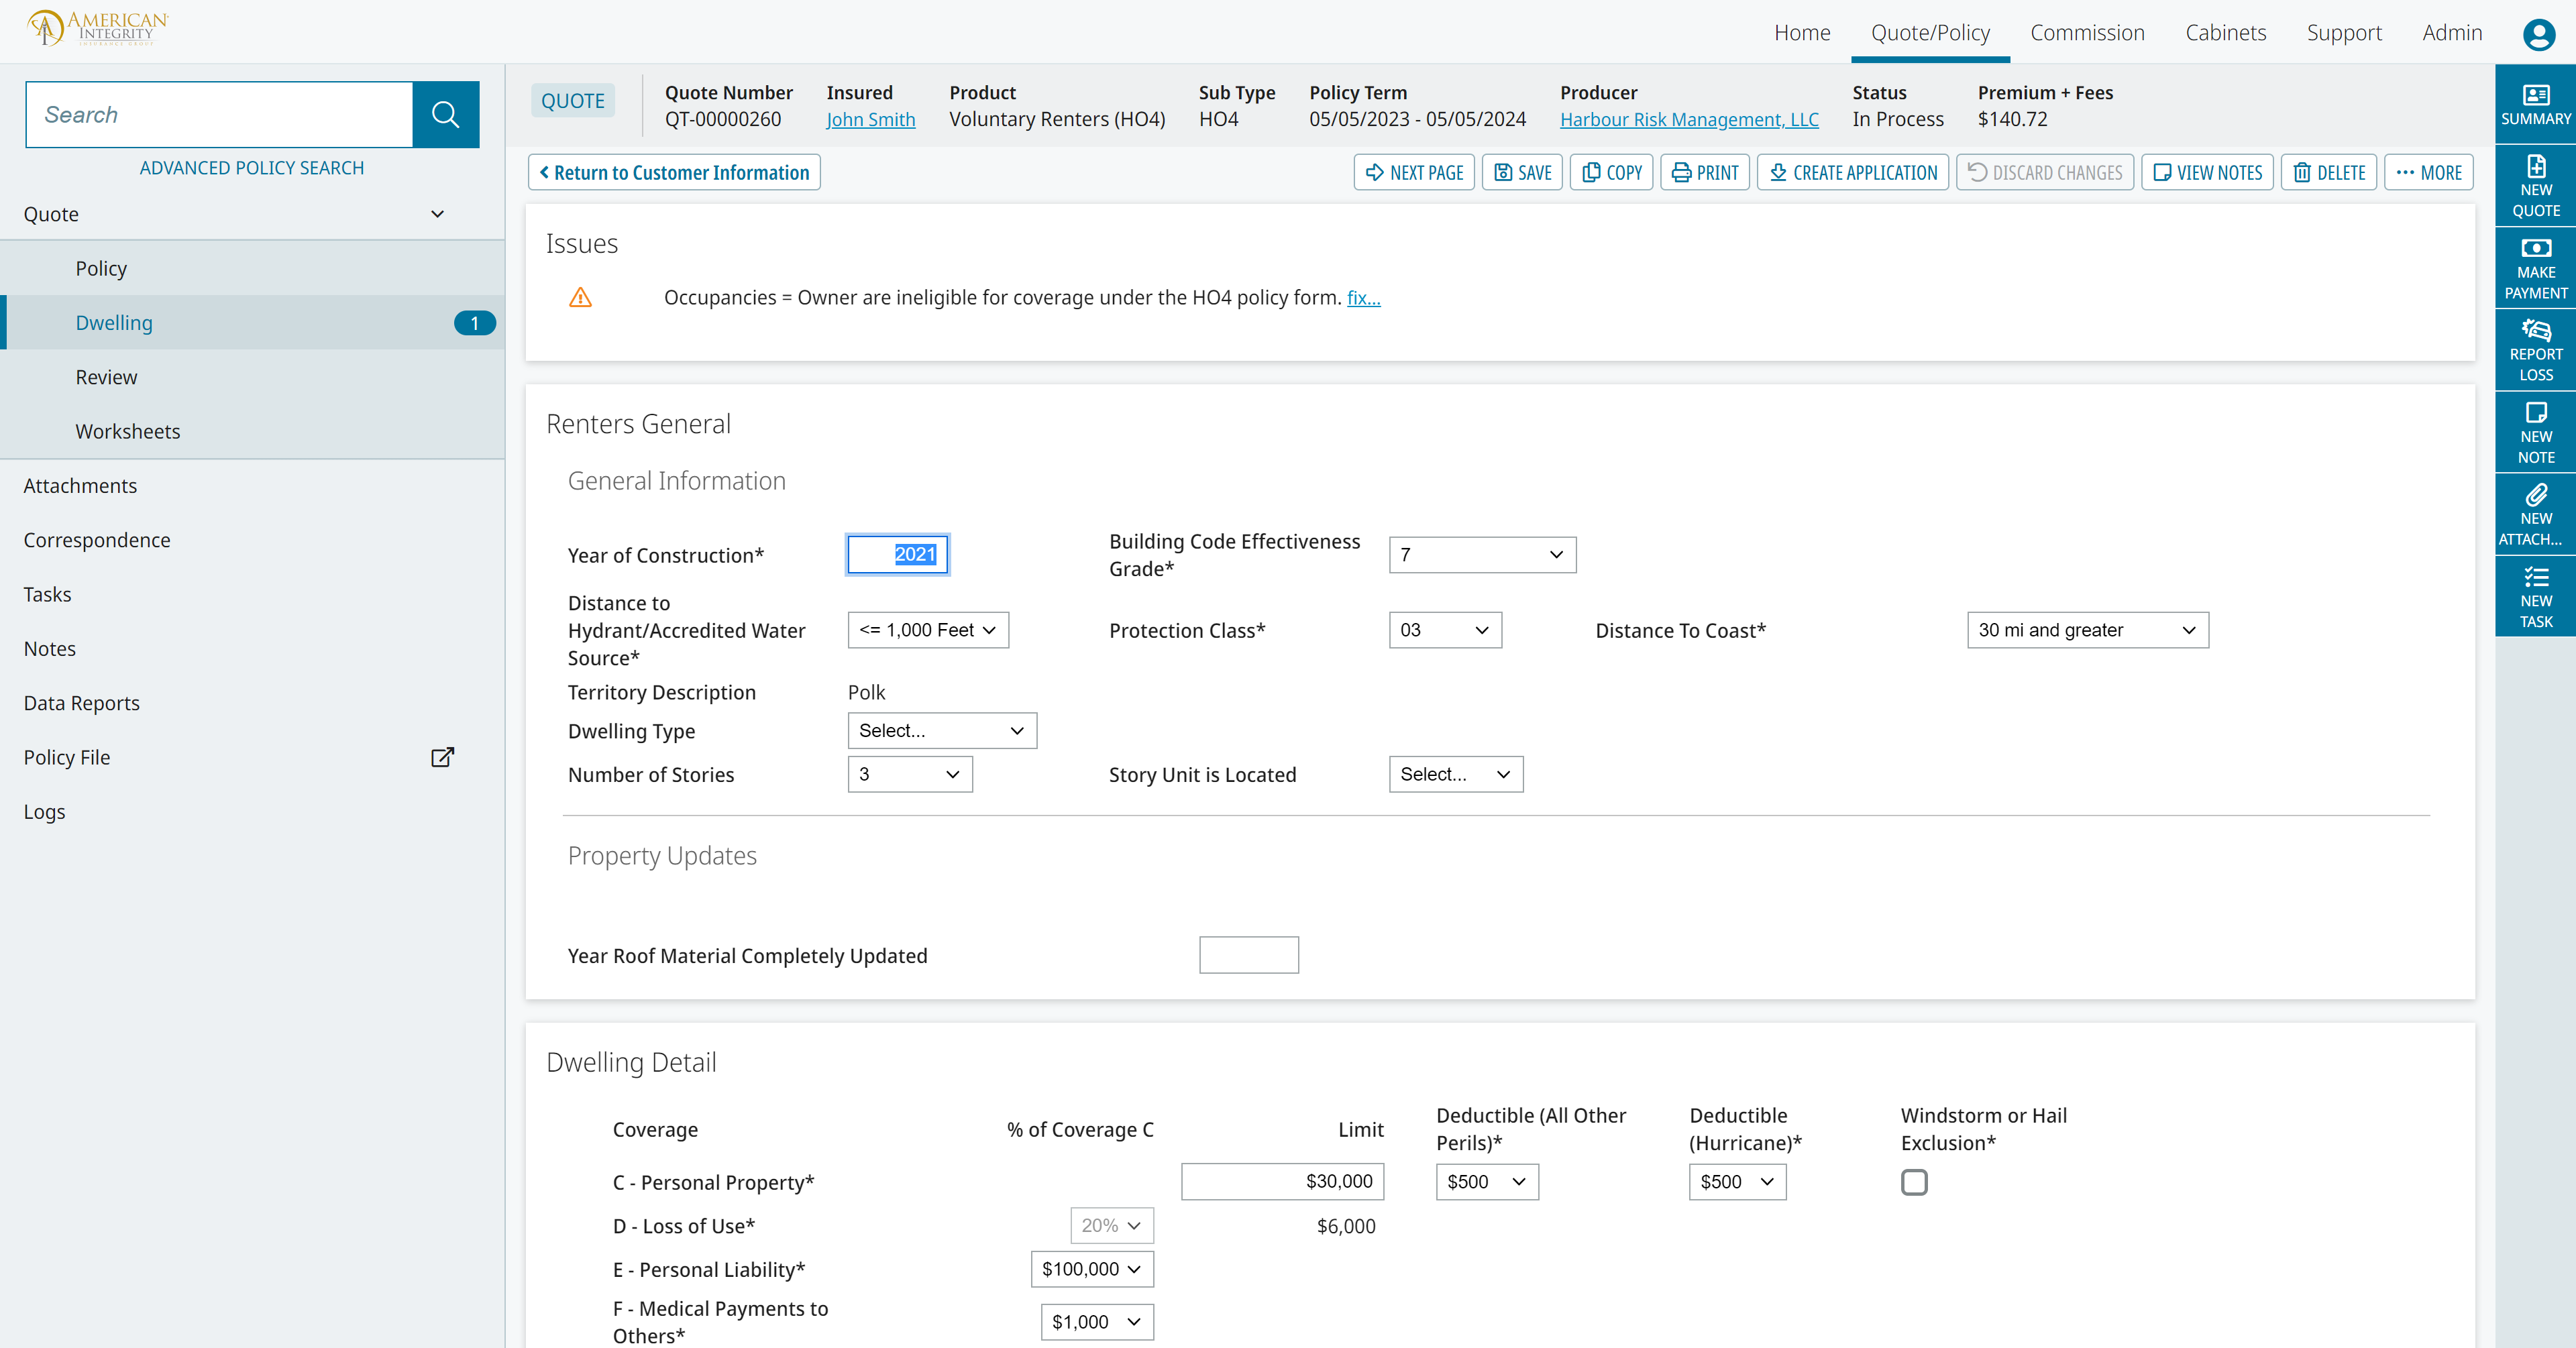 AMERICAN
INTEGRITY
INSURANCE GROUP
Home
Quote/Policy
Commission
Cabinets
Support
Admin
Search
ADVANCED POLICY SEARCH
Quote
Policy
Dwelling
1
Review
Worksheets
Attachments
Correspondence
Tasks
Notes
Data Reports
Policy File
Logs
QUOTE
Quote Number
QT-00000260
Insured
John Smith
Product
Voluntary Renters (HO4)
Sub Type
HO4
Policy Term
05/05/2023 - 05/05/2024
Producer
Harbour Risk Management, LLC
Status
In Process
Premium + Fees
$140.72
Return to Customer Information
NEXT PAGE
SAVE
COPY
PRINT
CREATE APPLICATION
DISCARD CHANGES
VIEW NOTES
DELETE
MORE
Issues
Occupancies = Owner are ineligible for coverage under the HO4 policy form. fix...
Renters General
General Information
Year of Construction*
2021
Building Code Effectiveness
Grade*
7
Distance to
Hydrant/Accredited Water
Source*
<= 1,000 Feet
Protection Class*
03
Distance To Coast*
30 mi and greater
Territory Description
Polk
Dwelling Type
Select...
Number of Stories
3
Story Unit is Located
Select...
Property Updates
Year Roof Material Completely Updated
Dwelling Detail
Coverage
% of Coverage C
Limit
Deductible (All Other
Perils)*
Deductible
(Hurricane)*
Windstorm or Hail
Exclusion*
C - Personal Property*
$30,000
$500
$500
D - Loss of Use*
20%
$6,000
E - Personal Liability*
$100,000
F - Medical Payments to
Others*
$1,000
SUMMARY
NEW
QUOTE
MAKE
PAYMENT
REPORT
LOSS
NEW
NOTE
NEW
ATTACH...
NEW
TASK